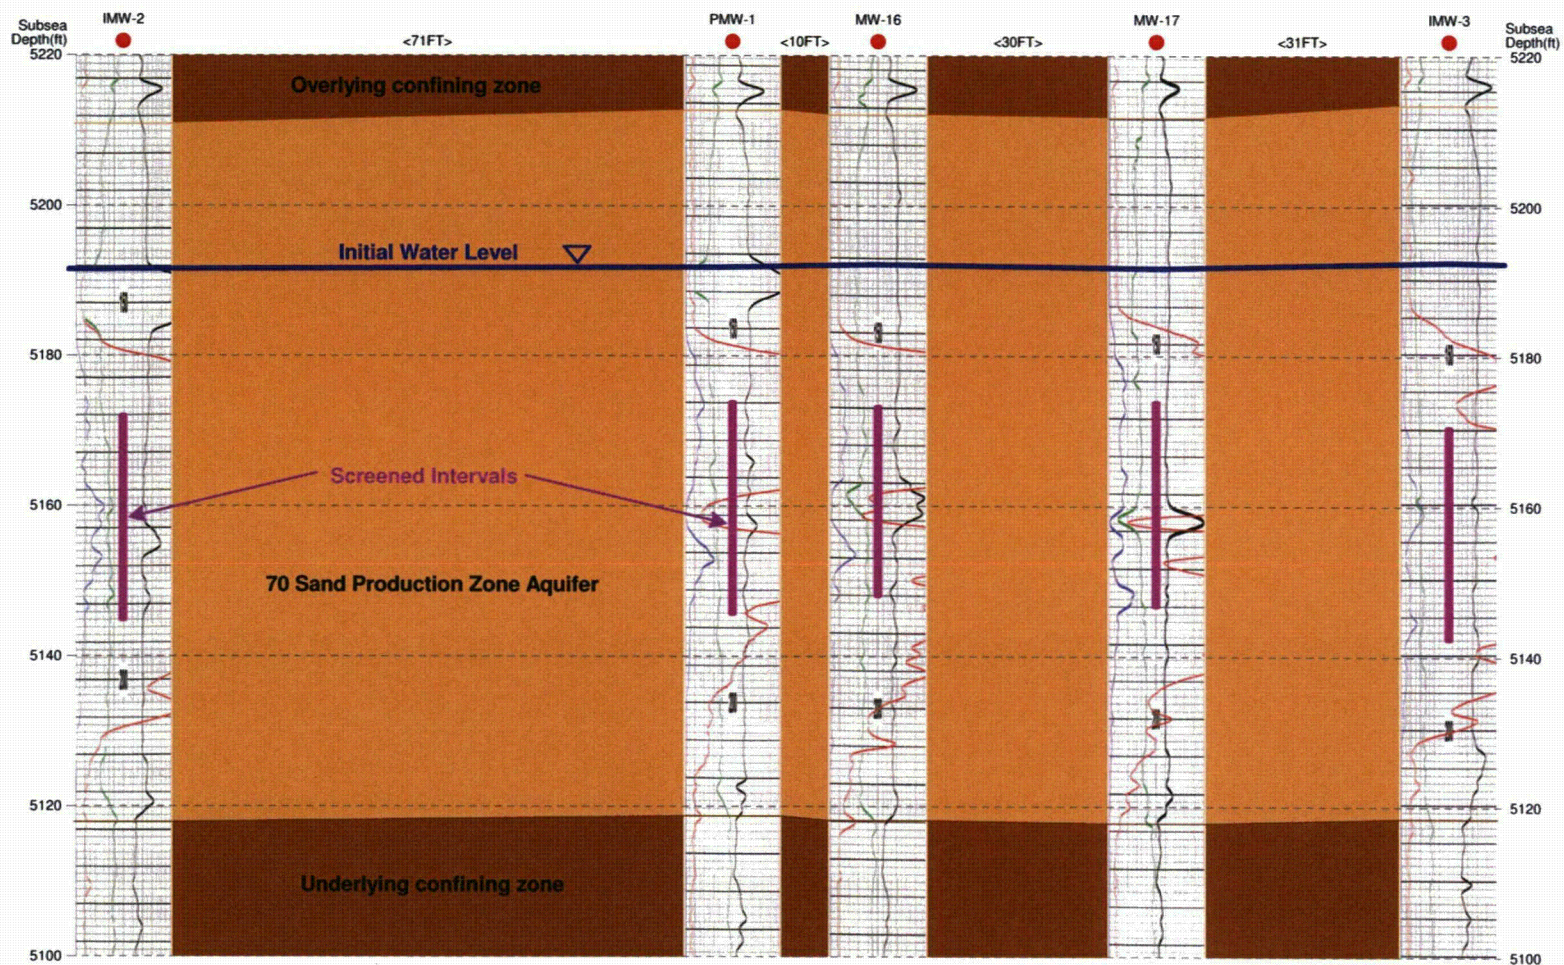 IMW-2 PMW-1 MW-16 MW-17 IMW-3
Subsea
Depth(ft)
<71FT> <10FT> <30FT> <31FT>
Subsea
Depth(ft)
5220 5220
Overlying confining zone
5200 5200
Initial Water Level
5180 5180
Screened Intervals
5160 5160
70 Sand Production Zone Aquifer
5140 5140
5120 5120
Underlying confining zone
5100 5100